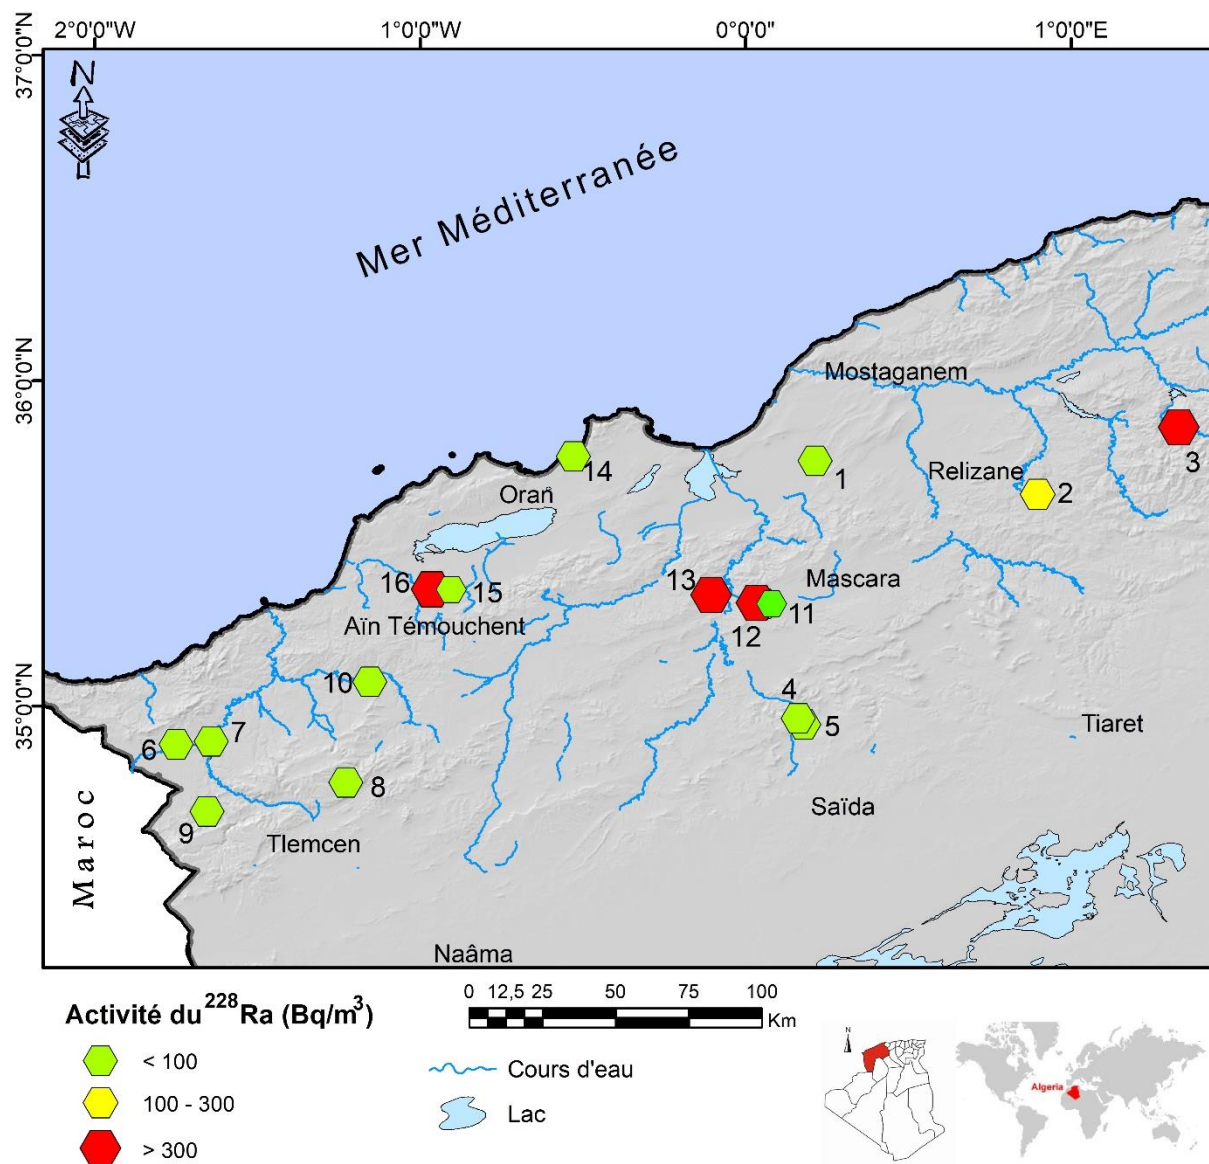 2°0'0"W
1°0'0"W
0°0'0"
1°0'0"E
37°0'0"N
N
Mer Méditerranée
36°0'0"N
Mostaganem
3
14
1
Relizane
2
Oran
16
15
13
Mascara
12
11
Aïn Témouchent
10
35°0'0"N
4
5
Tiaret
6
7
8
9
Saïda
Tlemcen
Maroc
Naâma
Activité du ²²⁸Ra (Bq/m³)
< 100
100 - 300
> 300
0 12,5 25 50 75 100
Km
Cours d'eau
Lac
N
Algeria